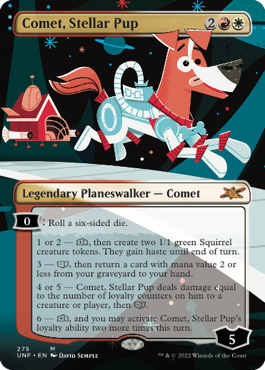 Comet, Stellar Pup 2
Legendary Planeswalker — Comet
0 : Roll a six-sided die.
1 or 2 — , then create two 1/1 green Squirrel
creature tokens. They gain haste until end of turn.
3 — , then return a card with mana value 2
or less from your graveyard to your hand.
4 or 5 — Comet, Stellar Pup deals damage equal
to the number of loyalty counters on him to a
creature or player, then .
6 — , and you may activate Comet, Stellar Pup's
loyalty ability two more times this turn.
5
275 M
UNF • EN DAVID SEMPLE ™ & © 2022 Wizards of the Coast